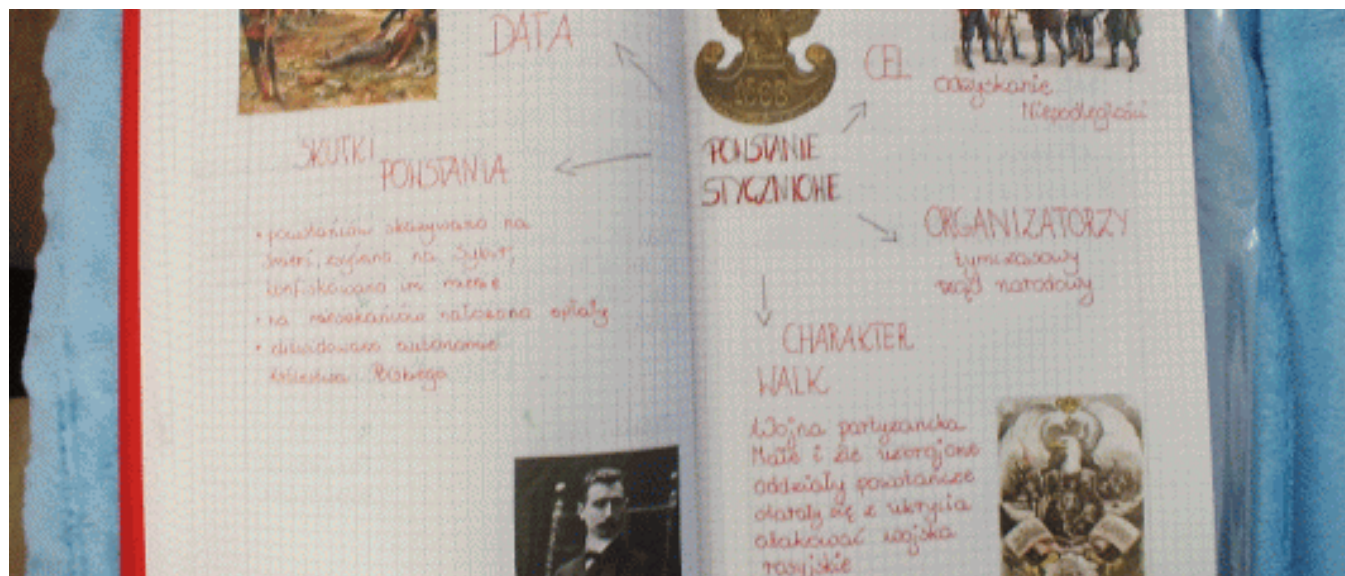 DATA
SKUTKI
POWSTANIA
• powstańców skazywano na
śmierć, zsyłano na Sybir,
konfiskowano im mienie
• na mieszkańców nałożono opłaty
• zlikwidowano autonomię
Królestwa Polskiego
1863
CEL
Odzyskanie
Niepodległości
POWSTANIE
STYCZNIOWE
ORGANIZATORZY
tymczasowy
rząd narodowy
CHARAKTER
WALK
Wojna partyzancka
Małe i źle uzbrojone
oddziały powstańcze
starały się z ukrycia
atakować wojska
rosyjskie